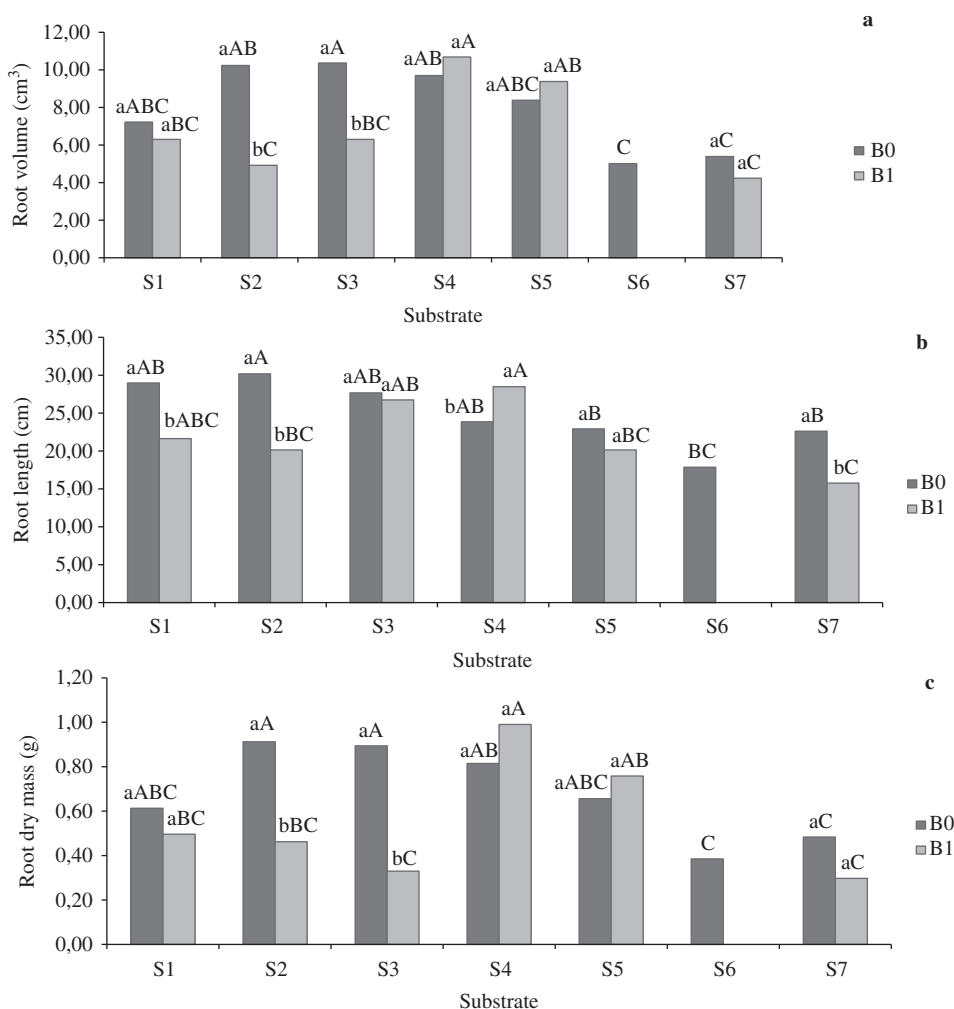 a
Root volume (cm³)
12,00
10,00
8,00
6,00
4,00
2,00
0,00
aABC
aBC
aAB
bC
aA
bBC
aAB
aA
aABC
aAB
C
aC
aC
S1 S2 S3 S4 S5 S6 S7
Substrate
B0
B1
b
Root length (cm)
35,00
30,00
25,00
20,00
15,00
10,00
5,00
0,00
aAB
bABC
aA
bBC
aAB
aAB
bAB
aA
aB
aBC
BC
aB
bC
S1 S2 S3 S4 S5 S6 S7
Substrate
B0
B1
c
Root dry mass (g)
1,20
1,00
0,80
0,60
0,40
0,20
0,00
aABC
aBC
aA
bBC
aA
bC
aAB
aA
aABC
aAB
C
aC
aC
S1 S2 S3 S4 S5 S6 S7
Substrate
B0
B1